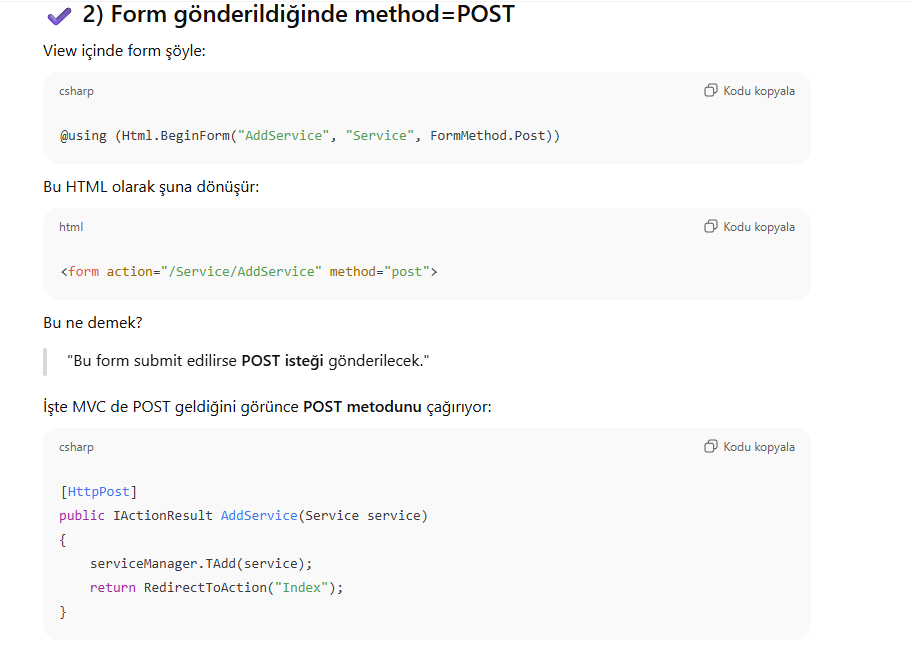 ✔ 2) Form gönderildiğinde method=POST
View içinde form şöyle:
csharp
Kodu kopyala
@using (Html.BeginForm("AddService", "Service", FormMethod.Post))
Bu HTML olarak şuna dönüşür:
html
Kodu kopyala
<form action="/Service/AddService" method="post">
Bu ne demek?
"Bu form submit edilirse POST isteği gönderilecek."
İşte MVC de POST geldiğini görünce POST metodunu çağırıyor:
csharp
Kodu kopyala
[HttpPost]
public IActionResult AddService(Service service)
{
    serviceManager.TAdd(service);
    return RedirectToAction("Index");
}